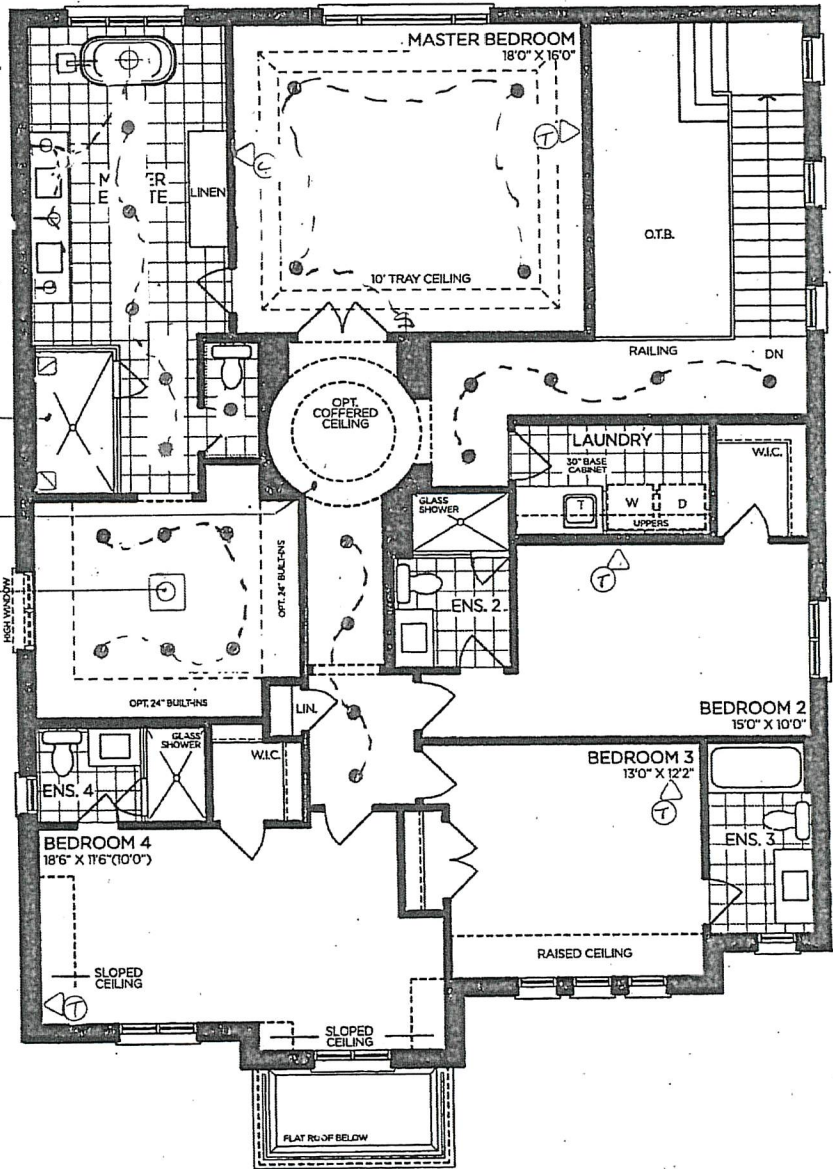 MASTER BEDROOM
18'0" X 16'0"
LINEN
C
T
O.T.B.
10' TRAY CEILING
RAILING
DN
OPT.
COFFERED
CEILING
LAUNDRY
30" BASE
CABINET
T
W
D
UPPERS
W.I.C.
GLASS
SHOWER
OPT. 24" BUILT-INS
HIGH WINDOW
ENS. 2
T
OPT. 24" BUILT-INS
LIN.
BEDROOM 2
15'0" X 10'0"
GLASS
SHOWER
W.I.C.
ENS. 4
BEDROOM 3
13'0" X 12'2"
T
ENS. 3
BEDROOM 4
18'6" X 11'6"(10'0")
RAISED CEILING
SLOPED
CEILING
T
SLOPED
CEILING
FLAT ROOF BELOW